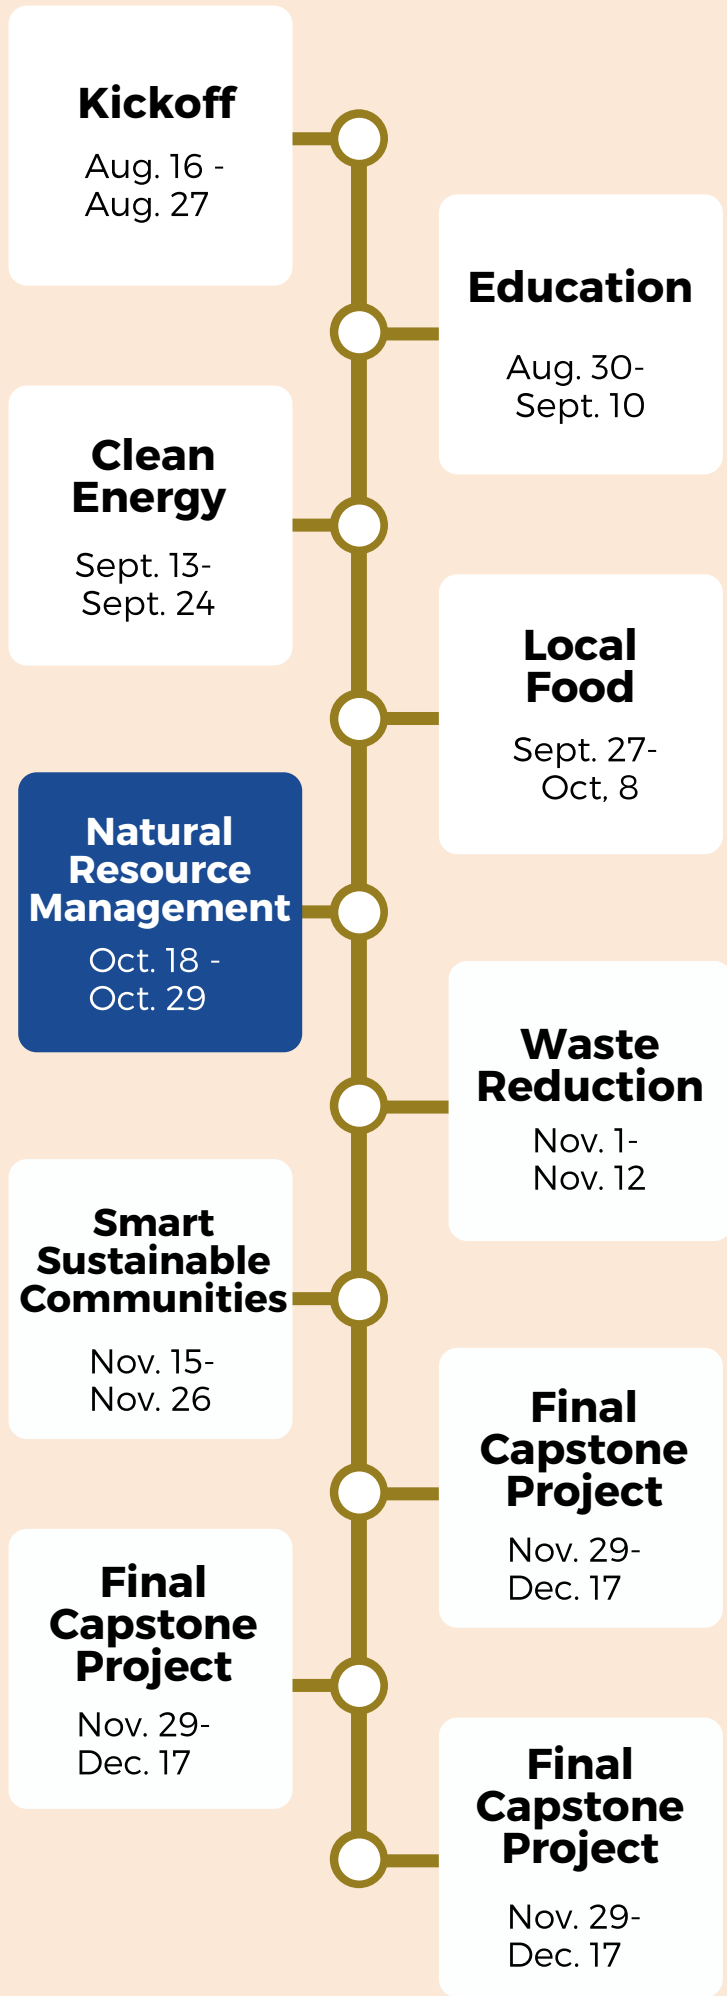 Kickoff
Aug. 16 -
Aug. 27
Education
Aug. 30-
Sept. 10
Clean
Energy
Sept. 13-
Sept. 24
Local
Food
Sept. 27-
Oct, 8
Natural
Resource
Management
Oct. 18 -
Oct. 29
Waste
Reduction
Nov. 1-
Nov. 12
Smart
Sustainable
Communities
Nov. 15-
Nov. 26
Final
Capstone
Project
Nov. 29-
Dec. 17
Final
Capstone
Project
Nov. 29-
Dec. 17
Final
Capstone
Project
Nov. 29-
Dec. 17